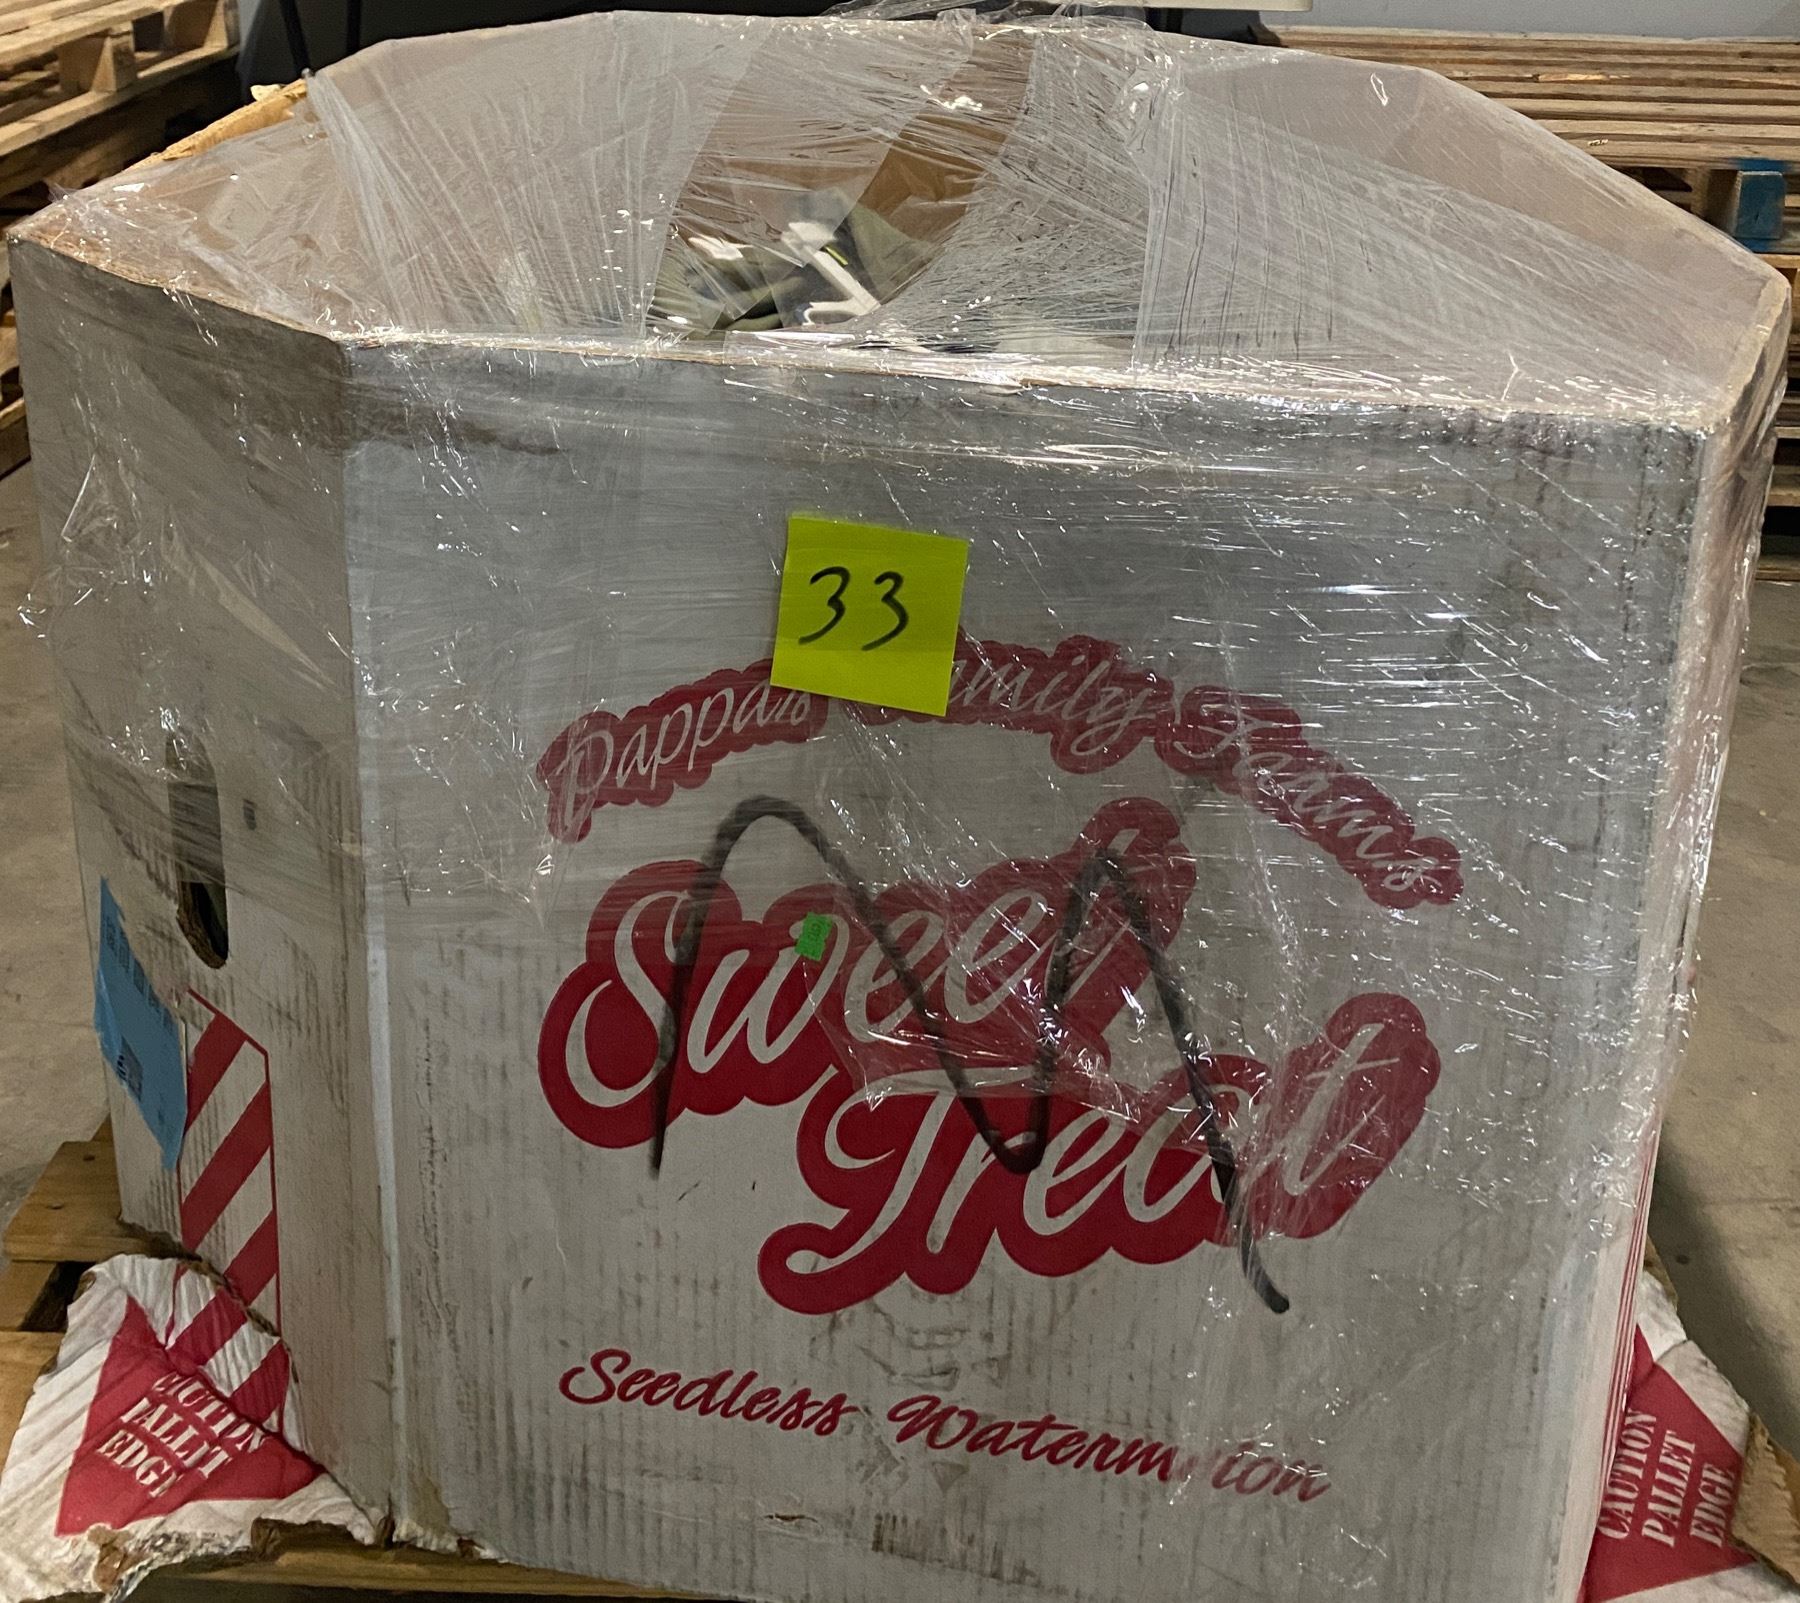 33
Pappas Family Farms
Sweet
Treat
Seedless Watermelon
M
CAUTION
PALLET
EDGE
CAUTION
PALLET
EDGE